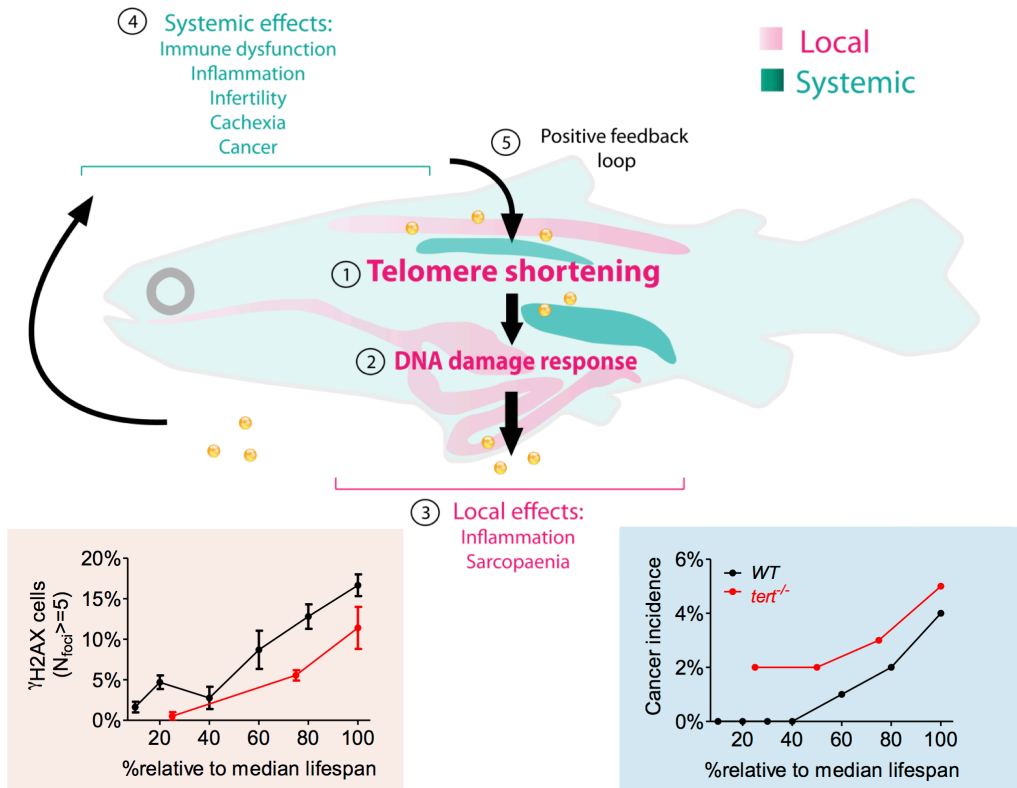 ④ Systemic effects:
Immune dysfunction
Inflammation
Infertility
Cachexia
Cancer
Local
Systemic
⑤ Positive feedback
loop
① Telomere shortening
② DNA damage response
③ Local effects:
Inflammation
Sarcopaenia
γH2AX cells
(Nfoci>=5)
20%
15%
10%
5%
0%
20 40 60 80 100
%relative to median lifespan
Cancer incidence
6%
4%
2%
0%
WT
tert-/-
20 40 60 80 100
%relative to median lifespan